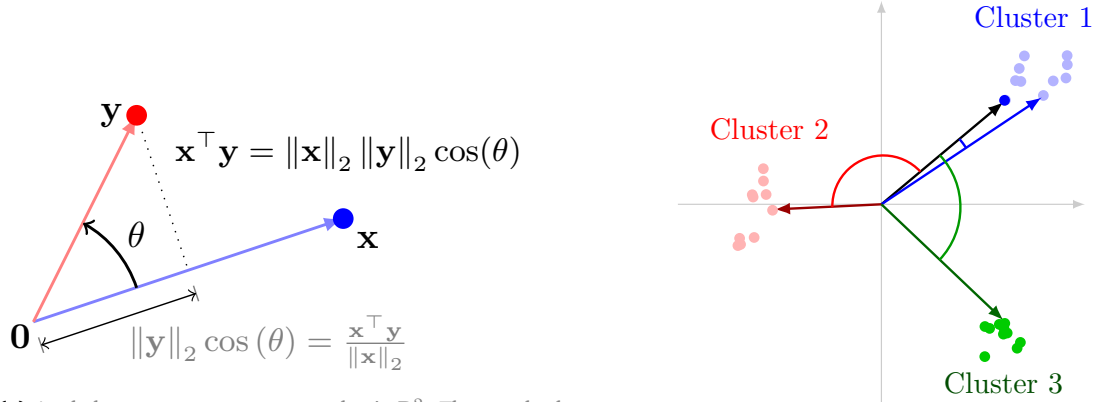 y
x⊤y = ‖x‖₂ ‖y‖₂ cos(θ)
θ
x
0
‖y‖₂ cos (θ) = x⊤y / ‖x‖₂
Cluster 1
Cluster 2
Cluster 3